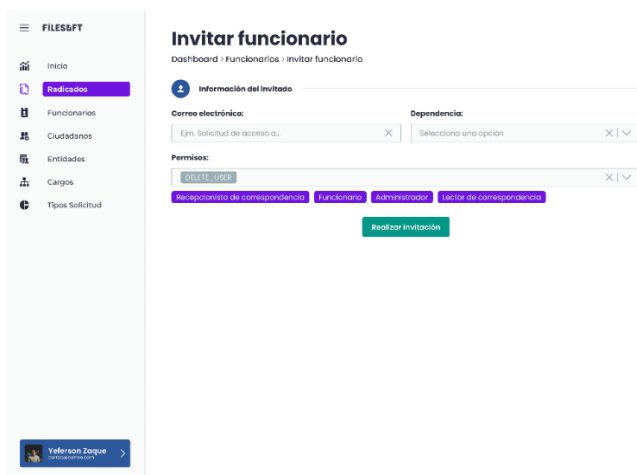 FILES&FT
Inicio
Radicados
Funcionarios
Ciudadanos
Entidades
Cargos
Tipos Solicitud
Yeferson Zaque
Invitar funcionario
Dashboard > Funcionarios > Invitar funcionario
Información del invitado
Correo electrónico:
Dependencia:
Ejm. Solicitud de acceso a...
Selecciona una opción
Permisos:
DELETE_USER
Recepcionista de correspondencia Funcionario Administrador Lector de correspondencia
Realizar invitación